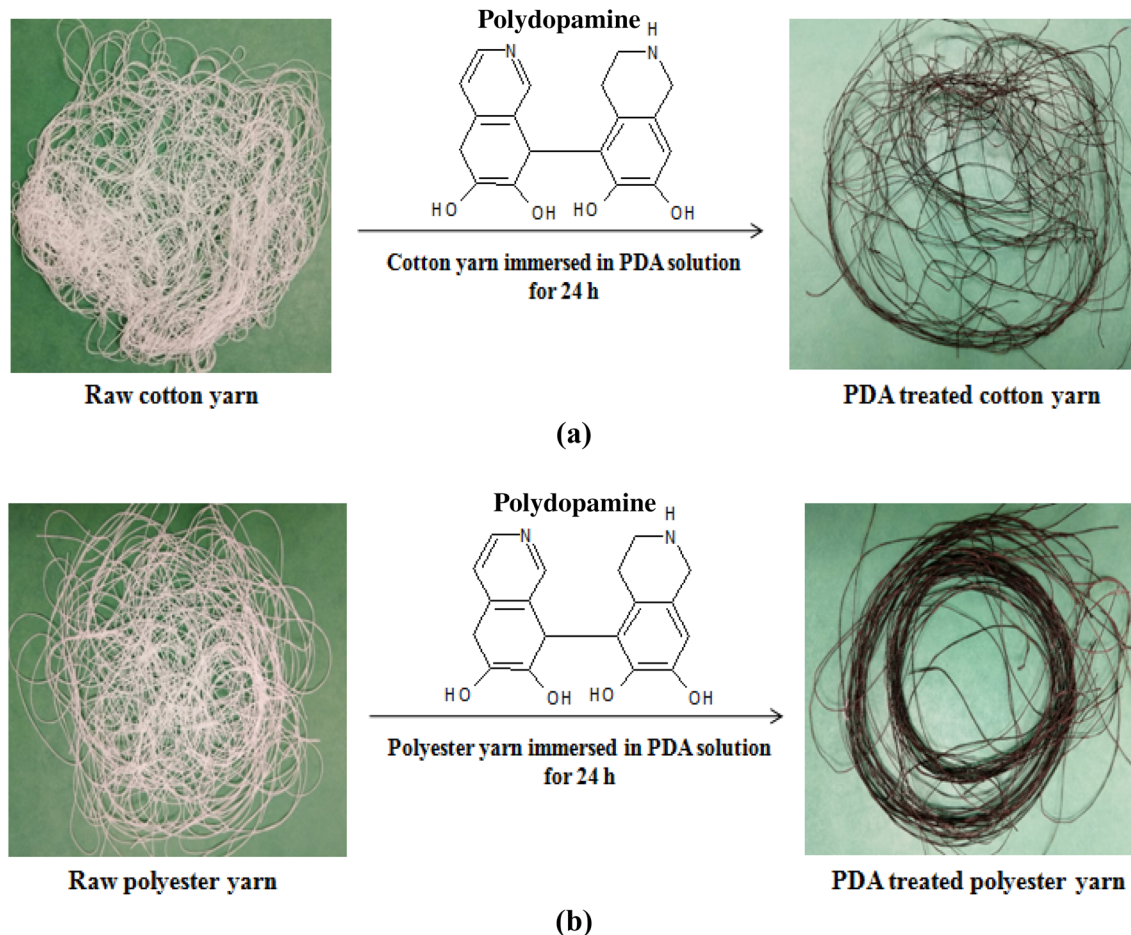 Polydopamine
N
H
N
HO
OH
HO
OH
Cotton yarn immersed in PDA solution
for 24 h
Raw cotton yarn
PDA treated cotton yarn
(a)
Polydopamine
N
H
N
HO
OH
HO
OH
Polyester yarn immersed in PDA solution
for 24 h
Raw polyester yarn
PDA treated polyester yarn
(b)